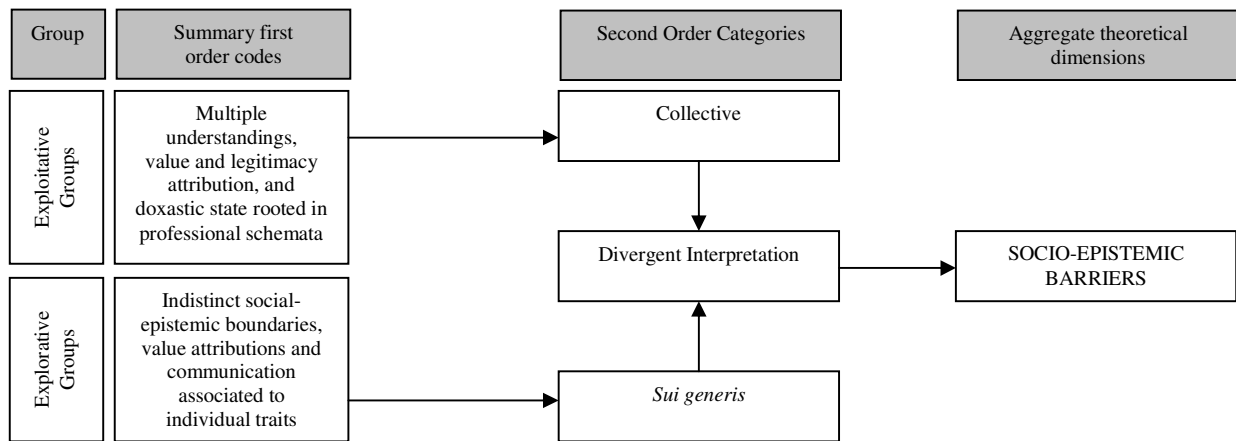 Group
Summary first
order codes
Second Order Categories
Aggregate theoretical
dimensions
Exploitative
Groups
Multiple
understandings,
value and legitimacy
attribution, and
doxastic state rooted in
professional schemata
Collective
Divergent Interpretation
SOCIO-EPISTEMIC
BARRIERS
Explorative
Groups
Indistinct social-
epistemic boundaries,
value attributions and
communication
associated to
individual traits
Sui generis